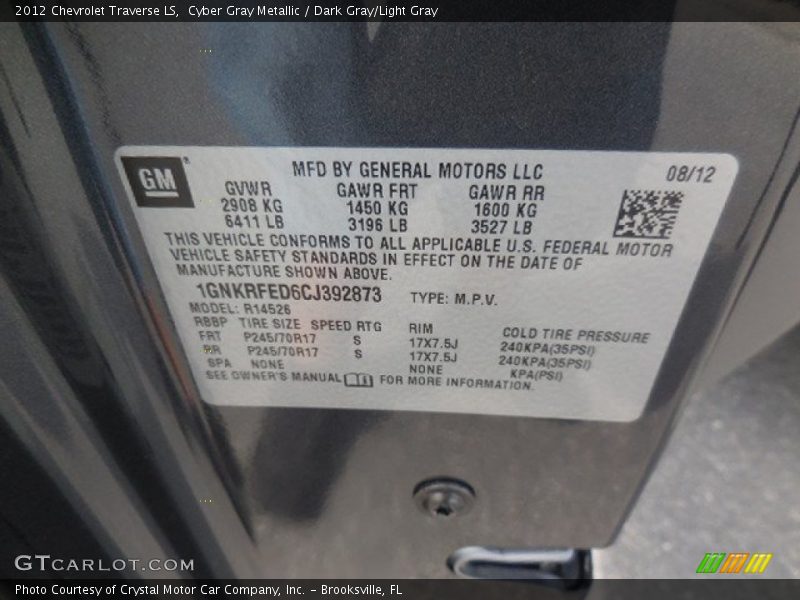 2012 Chevrolet Traverse LS,  Cyber Gray Metallic / Dark Gray/Light Gray
GM
MFD BY GENERAL MOTORS LLC 08/12
GVWR GAWR FRT GAWR RR
2908 KG 1450 KG 1600 KG
6411 LB 3196 LB 3527 LB
THIS VEHICLE CONFORMS TO ALL APPLICABLE U.S. FEDERAL MOTOR
VEHICLE SAFETY STANDARDS IN EFFECT ON THE DATE OF
MANUFACTURE SHOWN ABOVE.
1GNKRFED6CJ392873 TYPE: M.P.V.
MODEL: R14526
RBBP TIRE SIZE SPEED RTG RIM COLD TIRE PRESSURE
FRT P245/70R17 S 17X7.5J 240KPA(35PSI)
RR P245/70R17 S 17X7.5J 240KPA(35PSI)
SPA NONE NONE KPA(PSI)
SEE OWNER'S MANUAL FOR MORE INFORMATION.
GTCARLOT.COM
Photo Courtesy of Crystal Motor Car Company, Inc. – Brooksville, FL